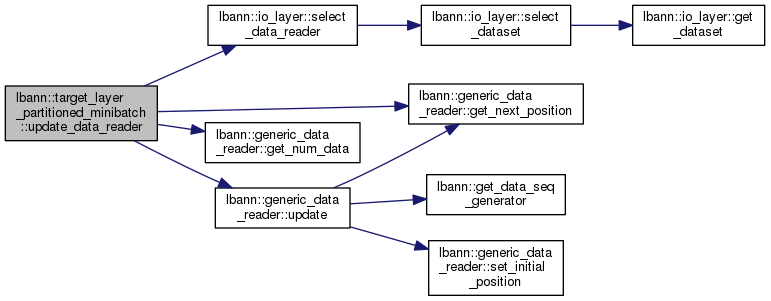 lbann::target_layer
_partitioned_minibatch
::update_data_reader
lbann::io_layer::select
_data_reader
lbann::io_layer::select
_dataset
lbann::io_layer::get
_dataset
lbann::generic_data
_reader::get_next_position
lbann::generic_data
_reader::get_num_data
lbann::generic_data
_reader::update
lbann::get_data_seq
_generator
lbann::generic_data
_reader::set_initial
_position